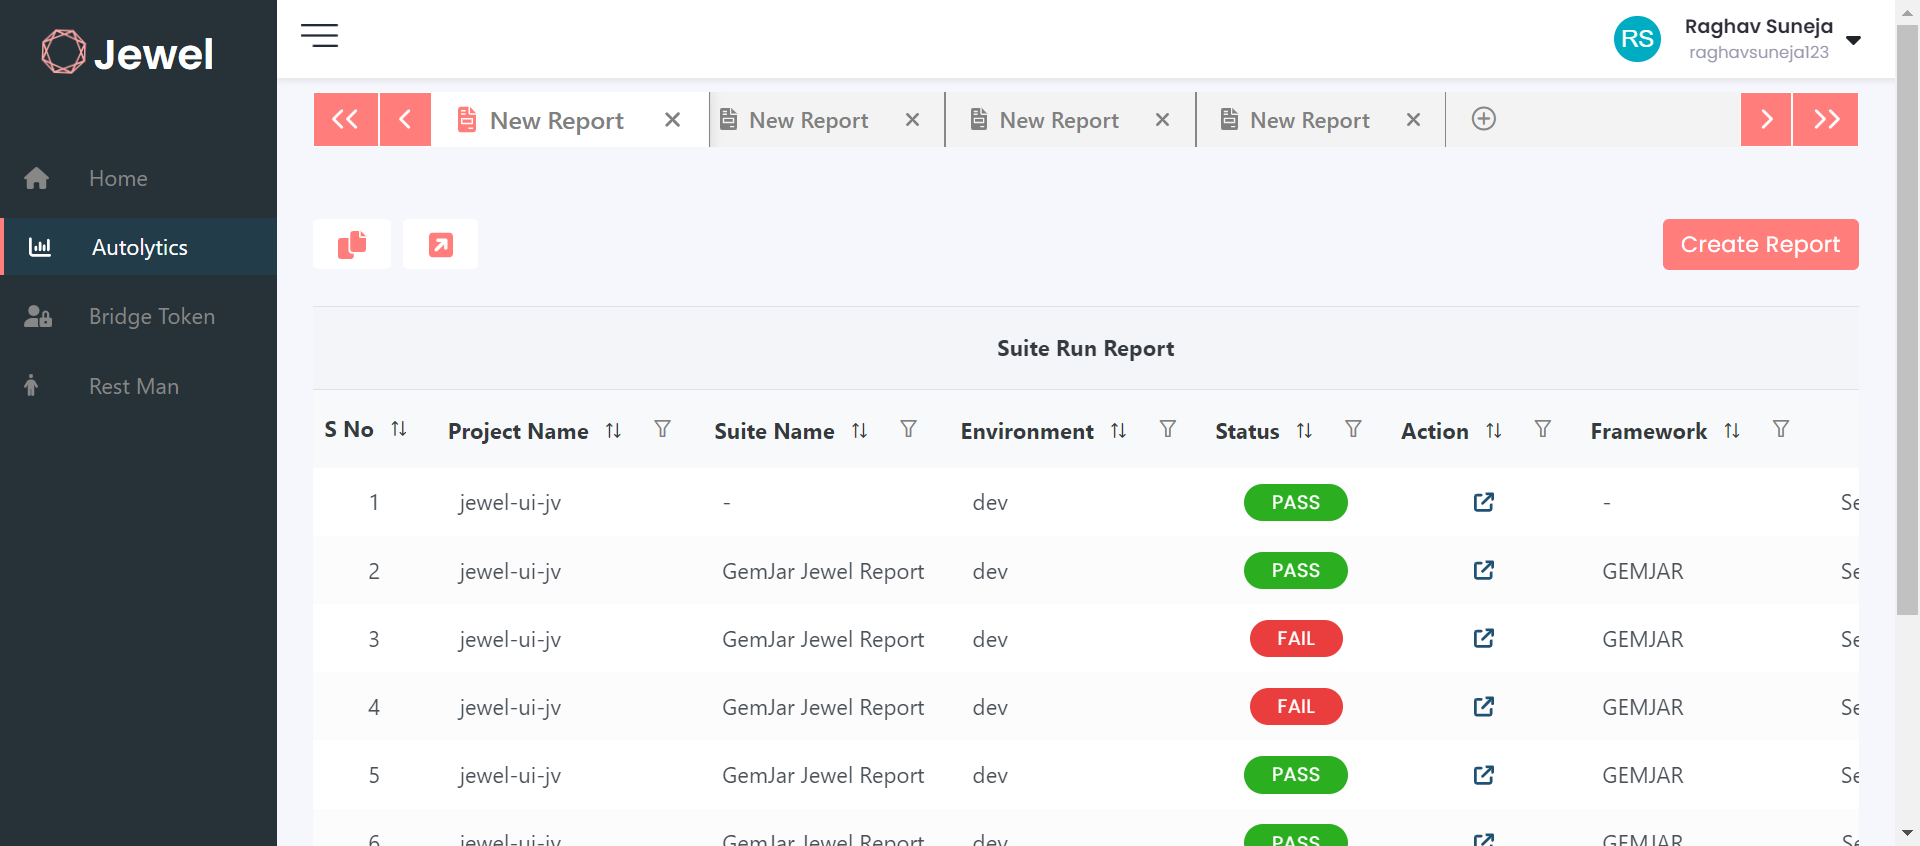 Jewel
RS
Raghav Suneja
raghavsuneja123
New Report
New Report
New Report
New Report
Home
Autolytics
Bridge Token
Rest Man
Create Report
Suite Run Report
S No Project Name Suite Name Environment Status Action Framework
1 jewel-ui-jv - dev PASS - Se
2 jewel-ui-jv GemJar Jewel Report dev PASS GEMJAR Se
3 jewel-ui-jv GemJar Jewel Report dev FAIL GEMJAR Se
4 jewel-ui-jv GemJar Jewel Report dev FAIL GEMJAR Se
5 jewel-ui-jv GemJar Jewel Report dev PASS GEMJAR Se
6 jewel-ui-jv GemJar Jewel Report dev PASS GEMJAR Se